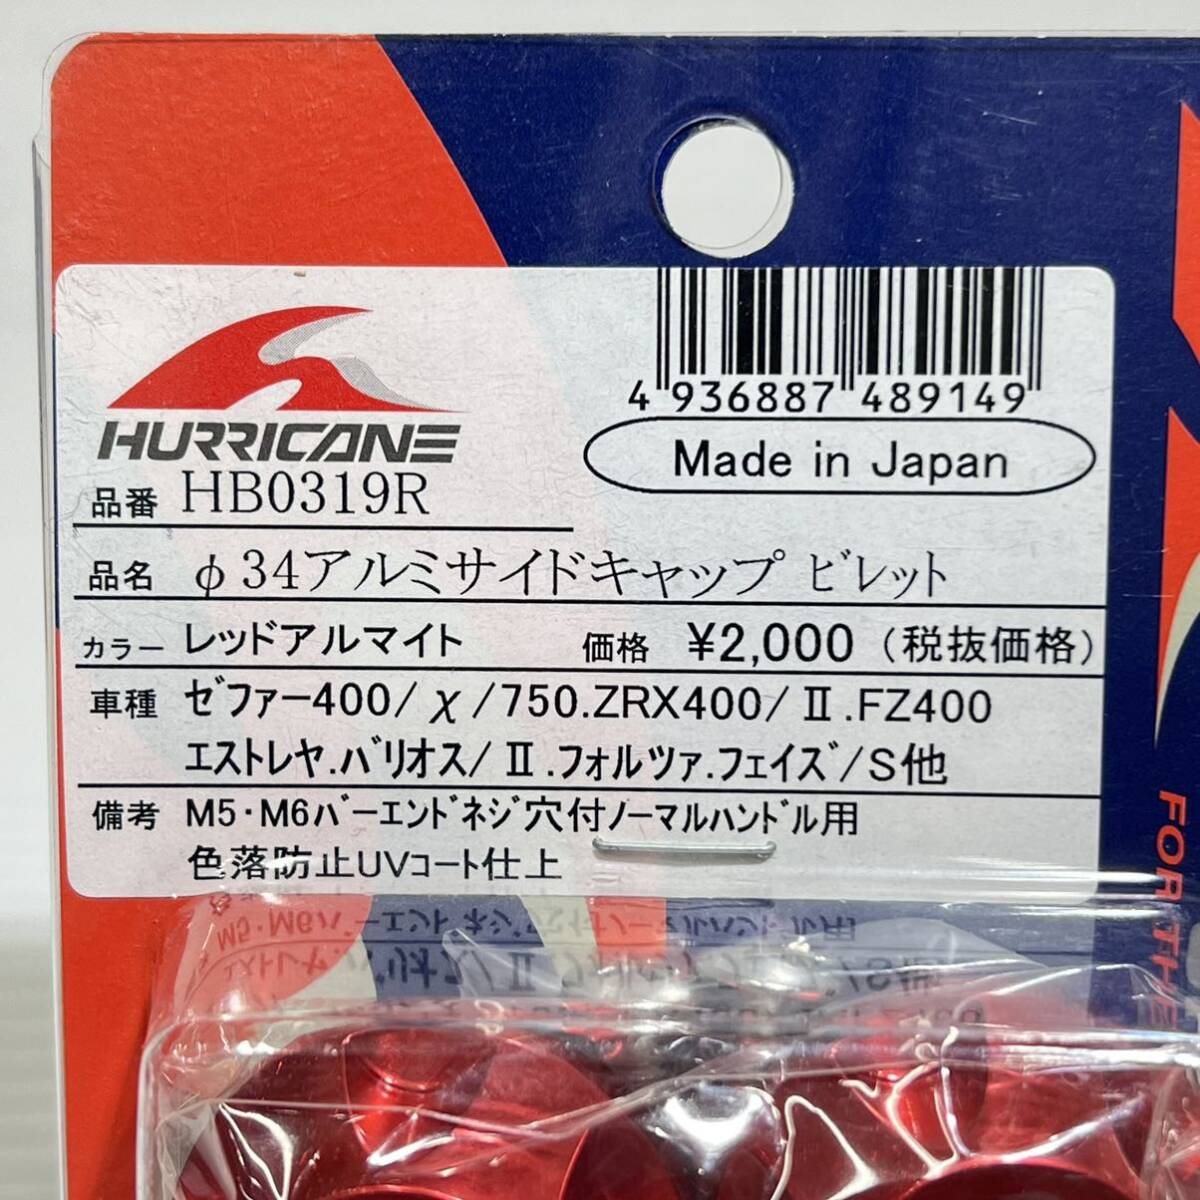 HURRICANE
4 936887 489149
Made in Japan
品番 HB0319R
品名 φ34アルミサイドキャップ ビレット
カラー レッドアルマイト 価格 ¥2,000（税抜価格）
車種 ゼファー400/χ/750.ZRX400/Ⅱ.FZ400
エストレヤ.バリオス/Ⅱ.フォルツァ.フェイズ/S他
備考 M5・M6バーエンドネジ穴付ノーマルハンドル用
色落防止UVコート仕上
FOR THE